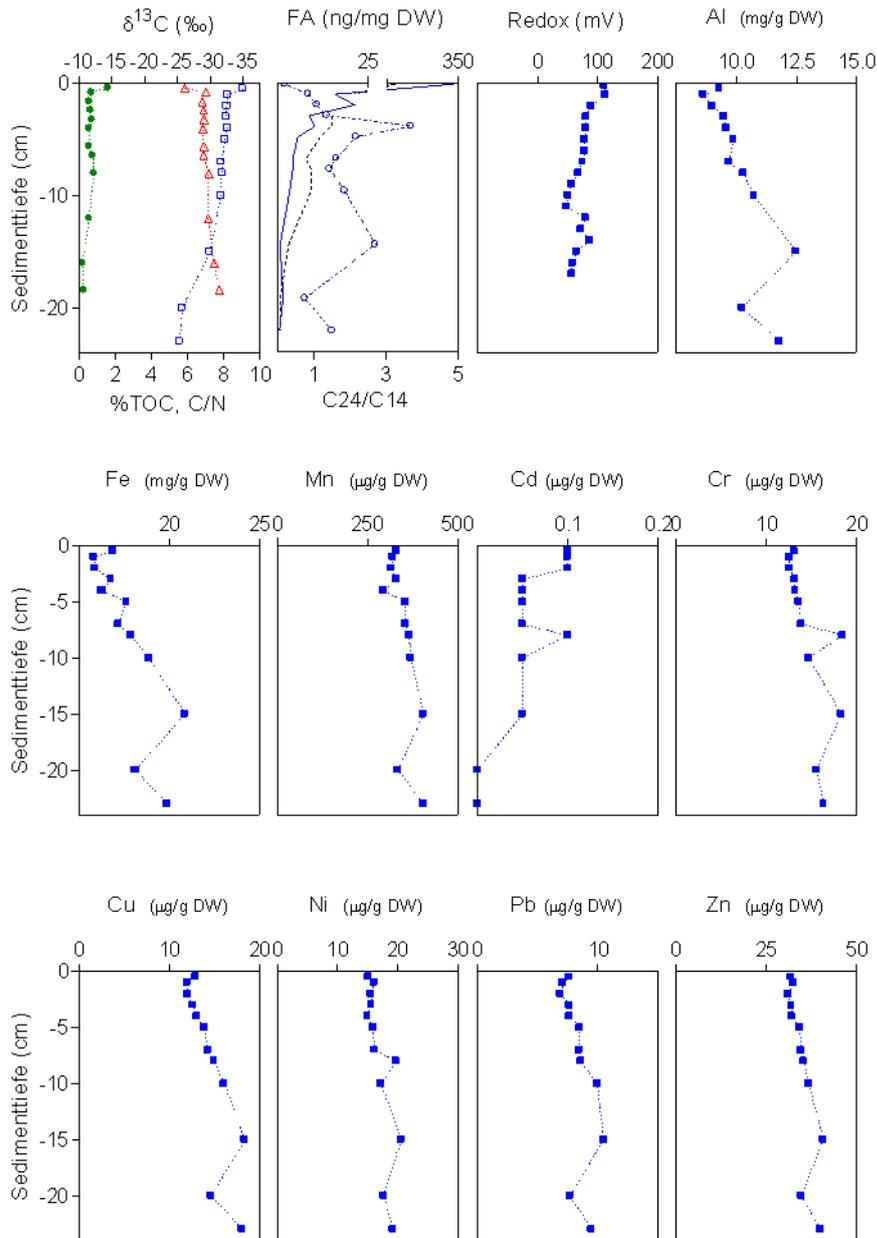 δ¹³C (‰) FA (ng/mg DW) Redox (mV) Al (mg/g DW)
-10 -15 -20 -25 -30 -35 25 350 0 100 200 10.0 12.5 15.0
0
-10
-20
Sedimenttiefe (cm)
0 2 4 6 8 10 1 3 5
%TOC, C/N C24/C14
Fe (mg/g DW) Mn (µg/g DW) Cd (µg/g DW) Cr (µg/g DW)
20 25 0 250 500 0.1 0.2 0 10 20
0
-5
-10
-15
-20
Sedimenttiefe (cm)
Cu (µg/g DW) Ni (µg/g DW) Pb (µg/g DW) Zn (µg/g DW)
0 10 20 0 10 20 30 0 10 0 25 50
0
-5
-10
-15
-20
Sedimenttiefe (cm)